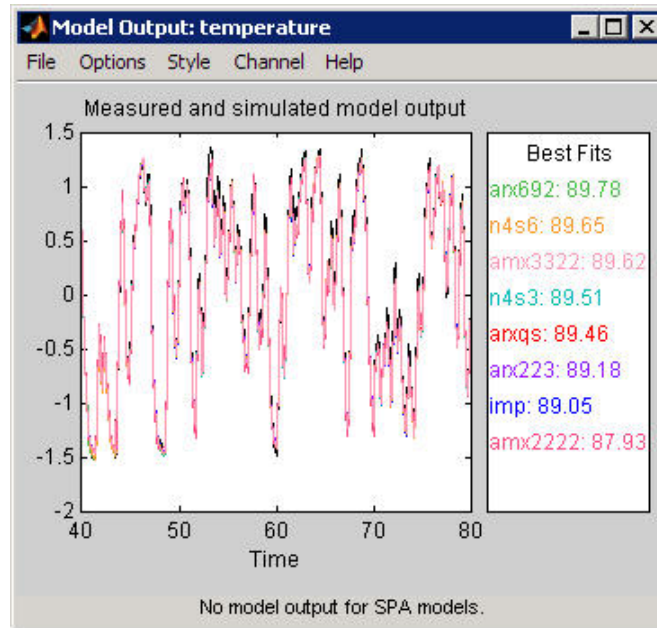 Model Output: temperature
File Options Style Channel Help
Measured and simulated model output
1.5
1
0.5
0
-0.5
-1
-1.5
-2
40 50 60 70 80
Time
Best Fits
arx692: 89.78
n4s6: 89.65
amx3322: 89.62
n4s3: 89.51
arxqs: 89.46
arx223: 89.18
imp: 89.05
amx2222: 87.93
No model output for SPA models.